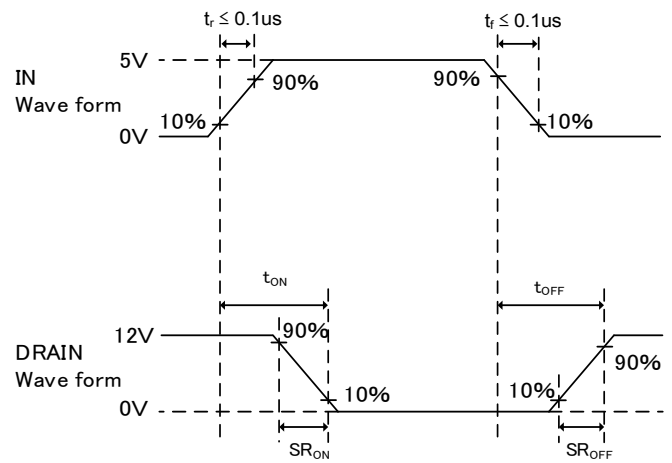 tr ≤ 0.1us
tf ≤ 0.1us
5V
IN
Wave form
90%
90%
10%
10%
0V
tON
tOFF
12V
90%
DRAIN
Wave form
90%
10%
10%
0V
SRON
SROFF